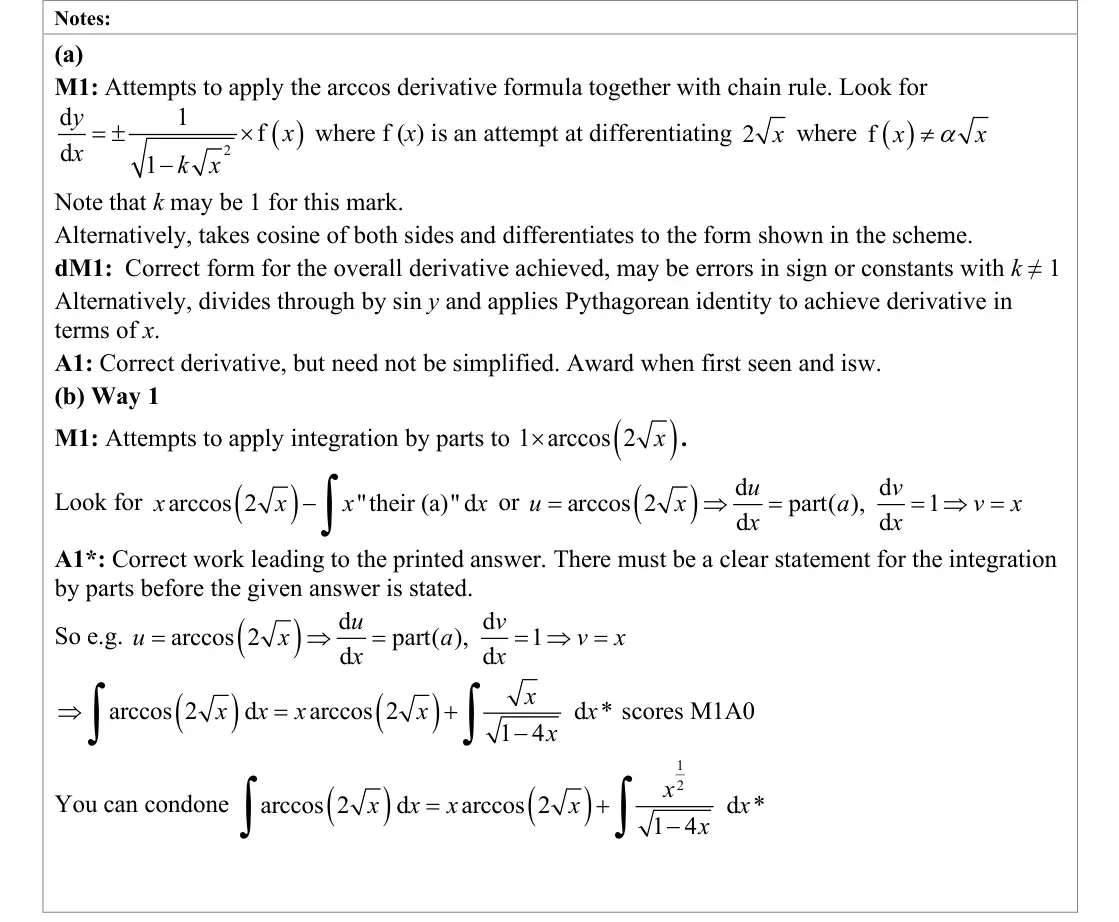 Notes:
(a)
M1: Attempts to apply the arccos derivative formula together with chain rule. Look for
dy/dx = ± 1/√(1 − k√x²) × f(x) where f (x) is an attempt at differentiating 2√x where f(x) ≠ α√x
Note that k may be 1 for this mark.
Alternatively, takes cosine of both sides and differentiates to the form shown in the scheme.
dM1: Correct form for the overall derivative achieved, may be errors in sign or constants with k ≠ 1
Alternatively, divides through by sin y and applies Pythagorean identity to achieve derivative in
terms of x.
A1: Correct derivative, but need not be simplified. Award when first seen and isw.
(b) Way 1
M1: Attempts to apply integration by parts to 1×arccos(2√x).
Look for x arccos(2√x) − ∫ x "their (a)" dx or u = arccos(2√x) ⇒ du/dx = part(a), dv/dx = 1 ⇒ v = x
A1*: Correct work leading to the printed answer. There must be a clear statement for the integration
by parts before the given answer is stated.
So e.g. u = arccos(2√x) ⇒ du/dx = part(a), dv/dx = 1 ⇒ v = x
⇒ ∫ arccos(2√x) dx = x arccos(2√x) + ∫ √x/√(1 − 4x) dx* scores M1A0
You can condone ∫ arccos(2√x) dx = x arccos(2√x) + ∫ x^(1/2)/√(1 − 4x) dx*